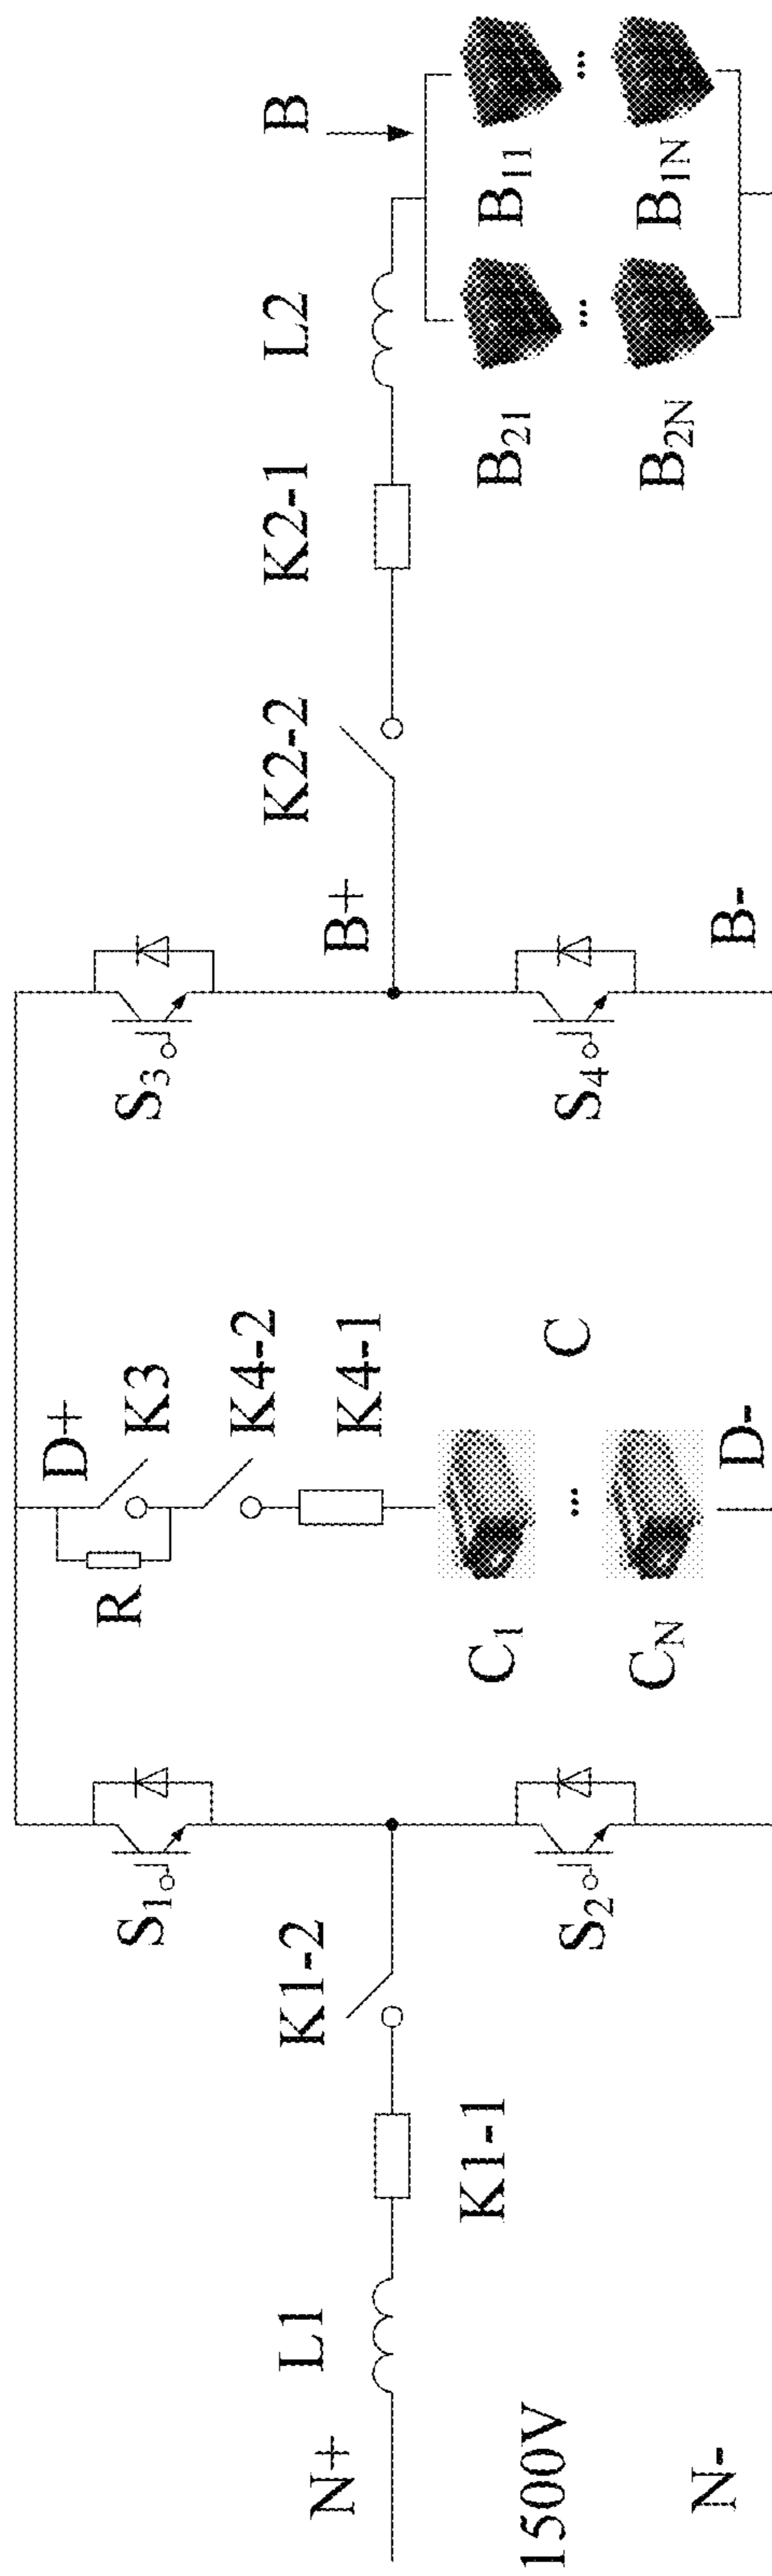 N+
1500V
N-
L1
K1-1
K1-2
S1
S2
R
D+
K3
K4-2
K4-1
C1
...
CN
C
D-
S3
S4
B+
B-
K2-2
K2-1
L2
B
B21
...
B2N
B11
...
B1N